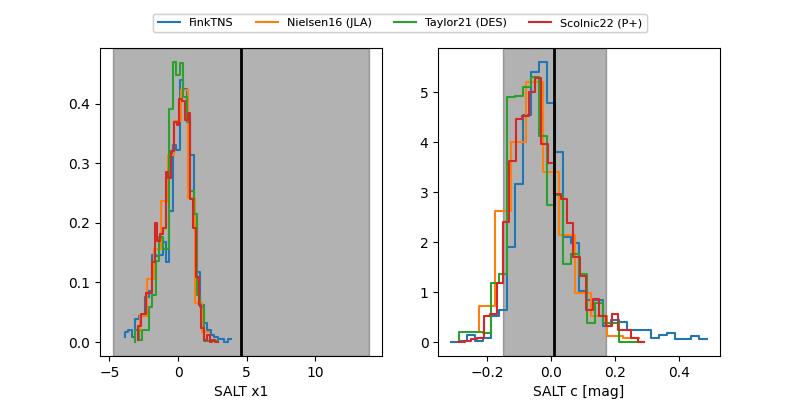 FinkTNS Nielsen16 (JLA) Taylor21 (DES) Scolnic22 (P+)
0.4
0.3
0.2
0.1
0.0
−5 0 5 10
SALT x1
5
4
3
2
1
0
−0.2 0.0 0.2 0.4
SALT c [mag]